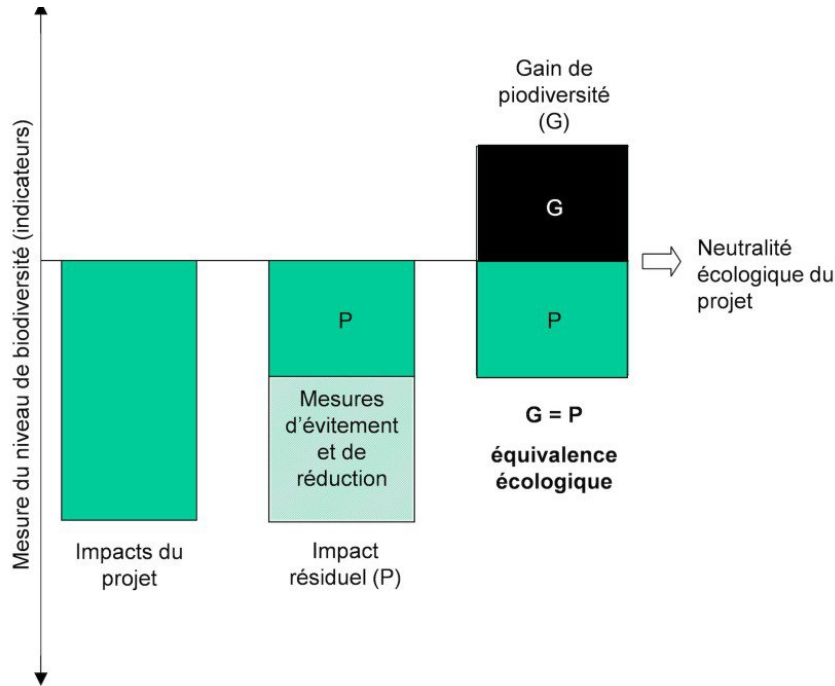 Mesure du niveau de biodiversité (indicateurs)
Gain de
piodiversité
(G)
G
Neutralité
écologique du
projet
P
P
Mesures
d'évitement
et de
réduction
G = P
équivalence
écologique
Impacts du
projet
Impact
résiduel (P)